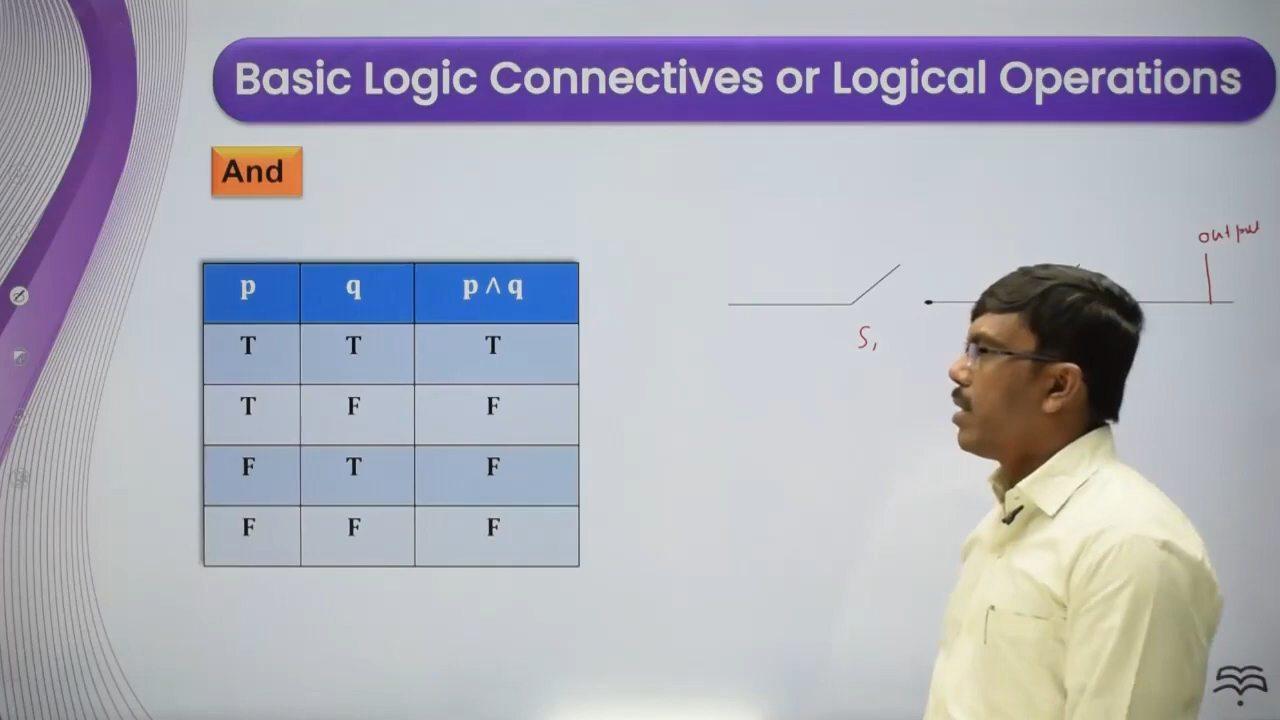 Basic Logic Connectives or Logical Operations
And
output
p q p ∧ q
T T T
S₁
T F F
F T F
F F F